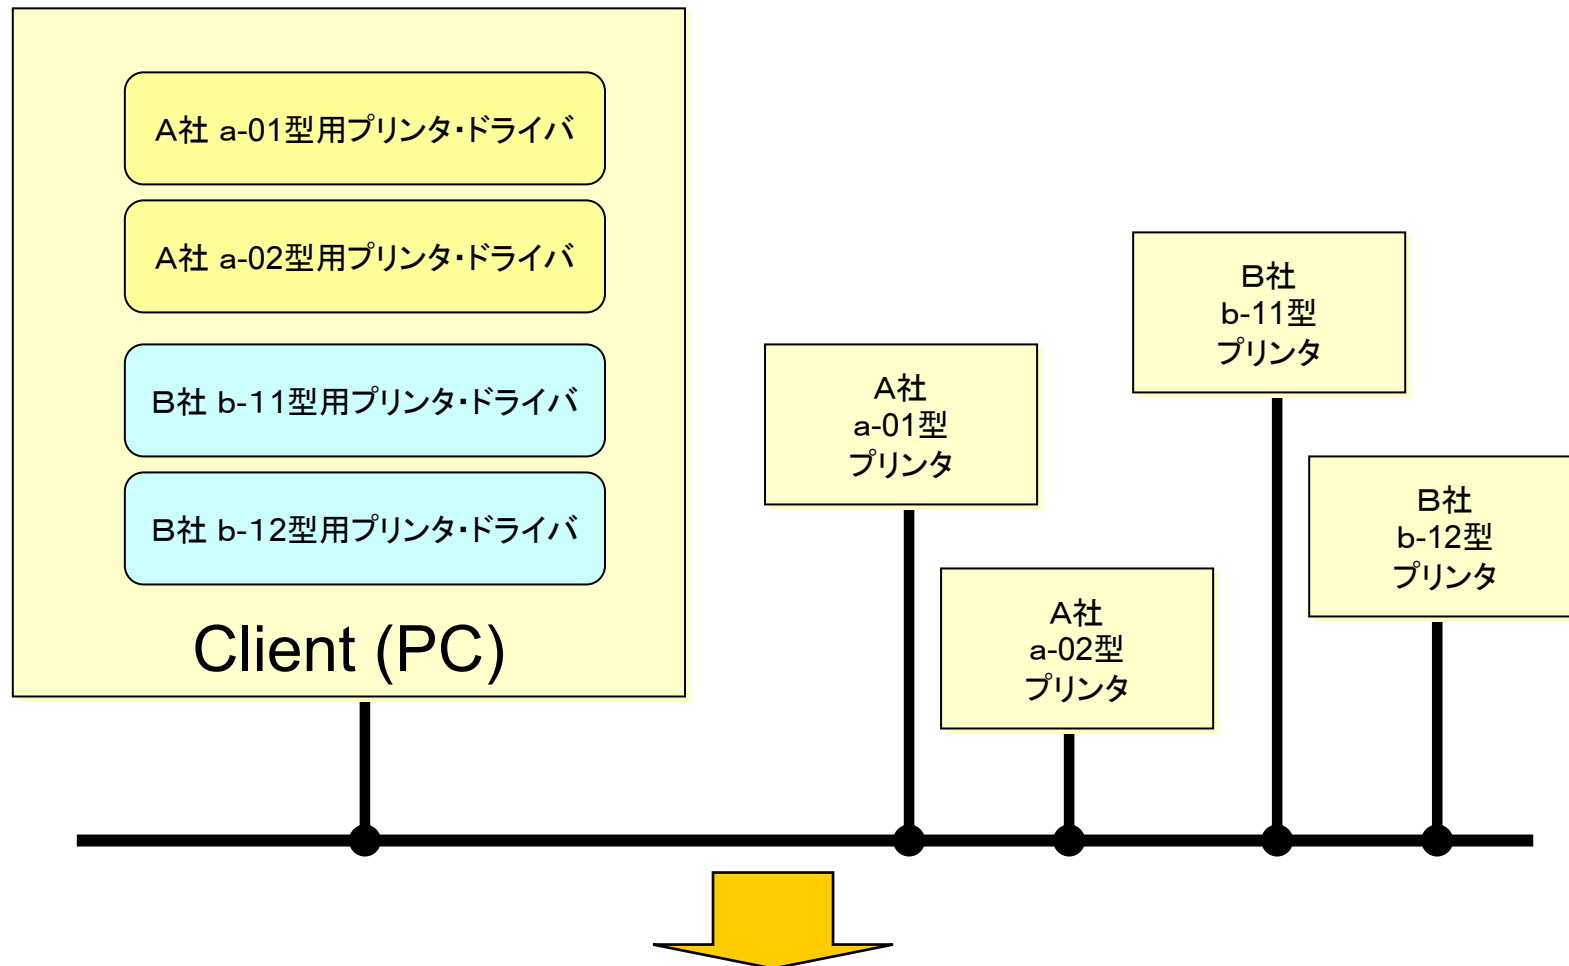 A社 a-01型用プリンタ・ドライバ
A社 a-02型用プリンタ・ドライバ
B社 b-11型用プリンタ・ドライバ
B社 b-12型用プリンタ・ドライバ
Client (PC)
A社
a-01型
プリンタ
A社
a-02型
プリンタ
B社
b-11型
プリンタ
B社
b-12型
プリンタ